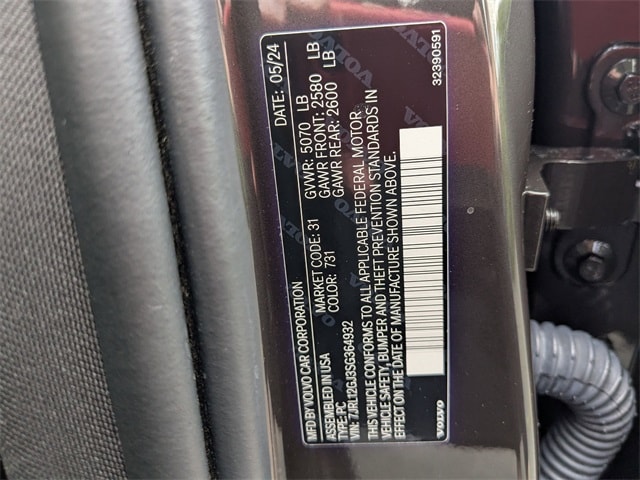 MFD BY VOLVO CAR CORPORATION
DATE: 05/24
ASSEMBLED IN USA
MARKET CODE: 31
GVWR: 5070 LB
TYPE: PC
COLOR: 731
GAWR FRONT: 2580 LB
VIN: 7JRL12GJ3SG364932
GAWR REAR: 2600 LB
THIS VEHICLE CONFORMS TO ALL APPLICABLE FEDERAL MOTOR
VEHICLE SAFETY, BUMPER AND THEFT PREVENTION STANDARDS IN
EFFECT ON THE DATE OF MANUFACTURE SHOWN ABOVE.
VOLVO
32390591